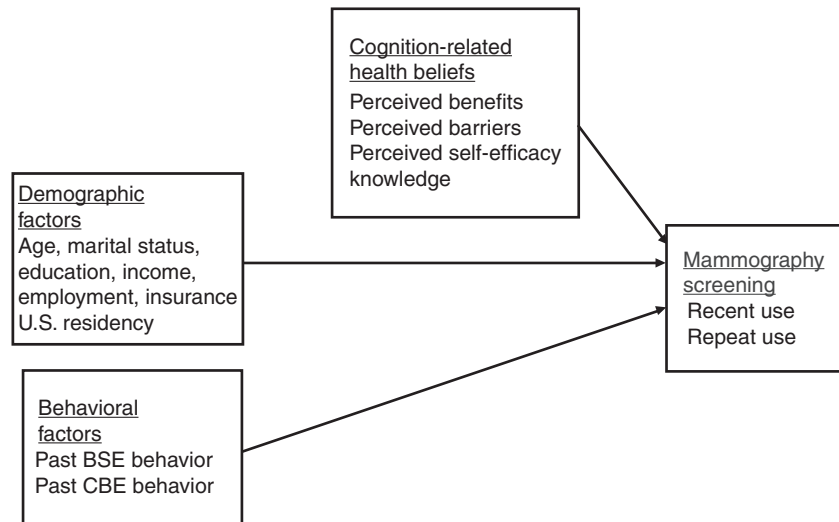 Cognition-related
health beliefs
Perceived benefits
Perceived barriers
Perceived self-efficacy
knowledge
Demographic
factors
Age, marital status,
education, income,
employment, insurance
U.S. residency
Behavioral
factors
Past BSE behavior
Past CBE behavior
Mammography
screening
Recent use
Repeat use